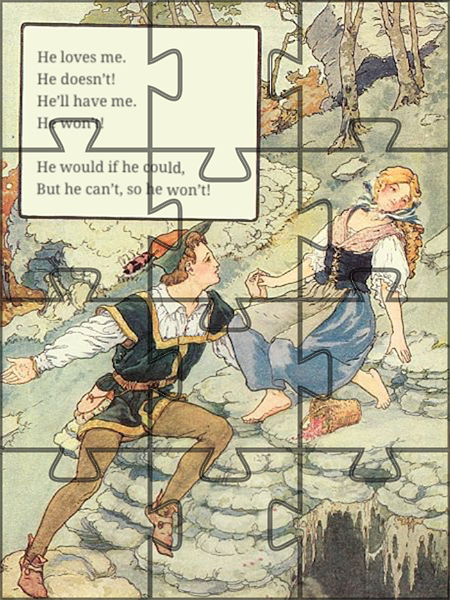 He loves me.
He doesn’t!
He’ll have me.
He won’t!
He would if he could,
But he can’t, so he won’t!